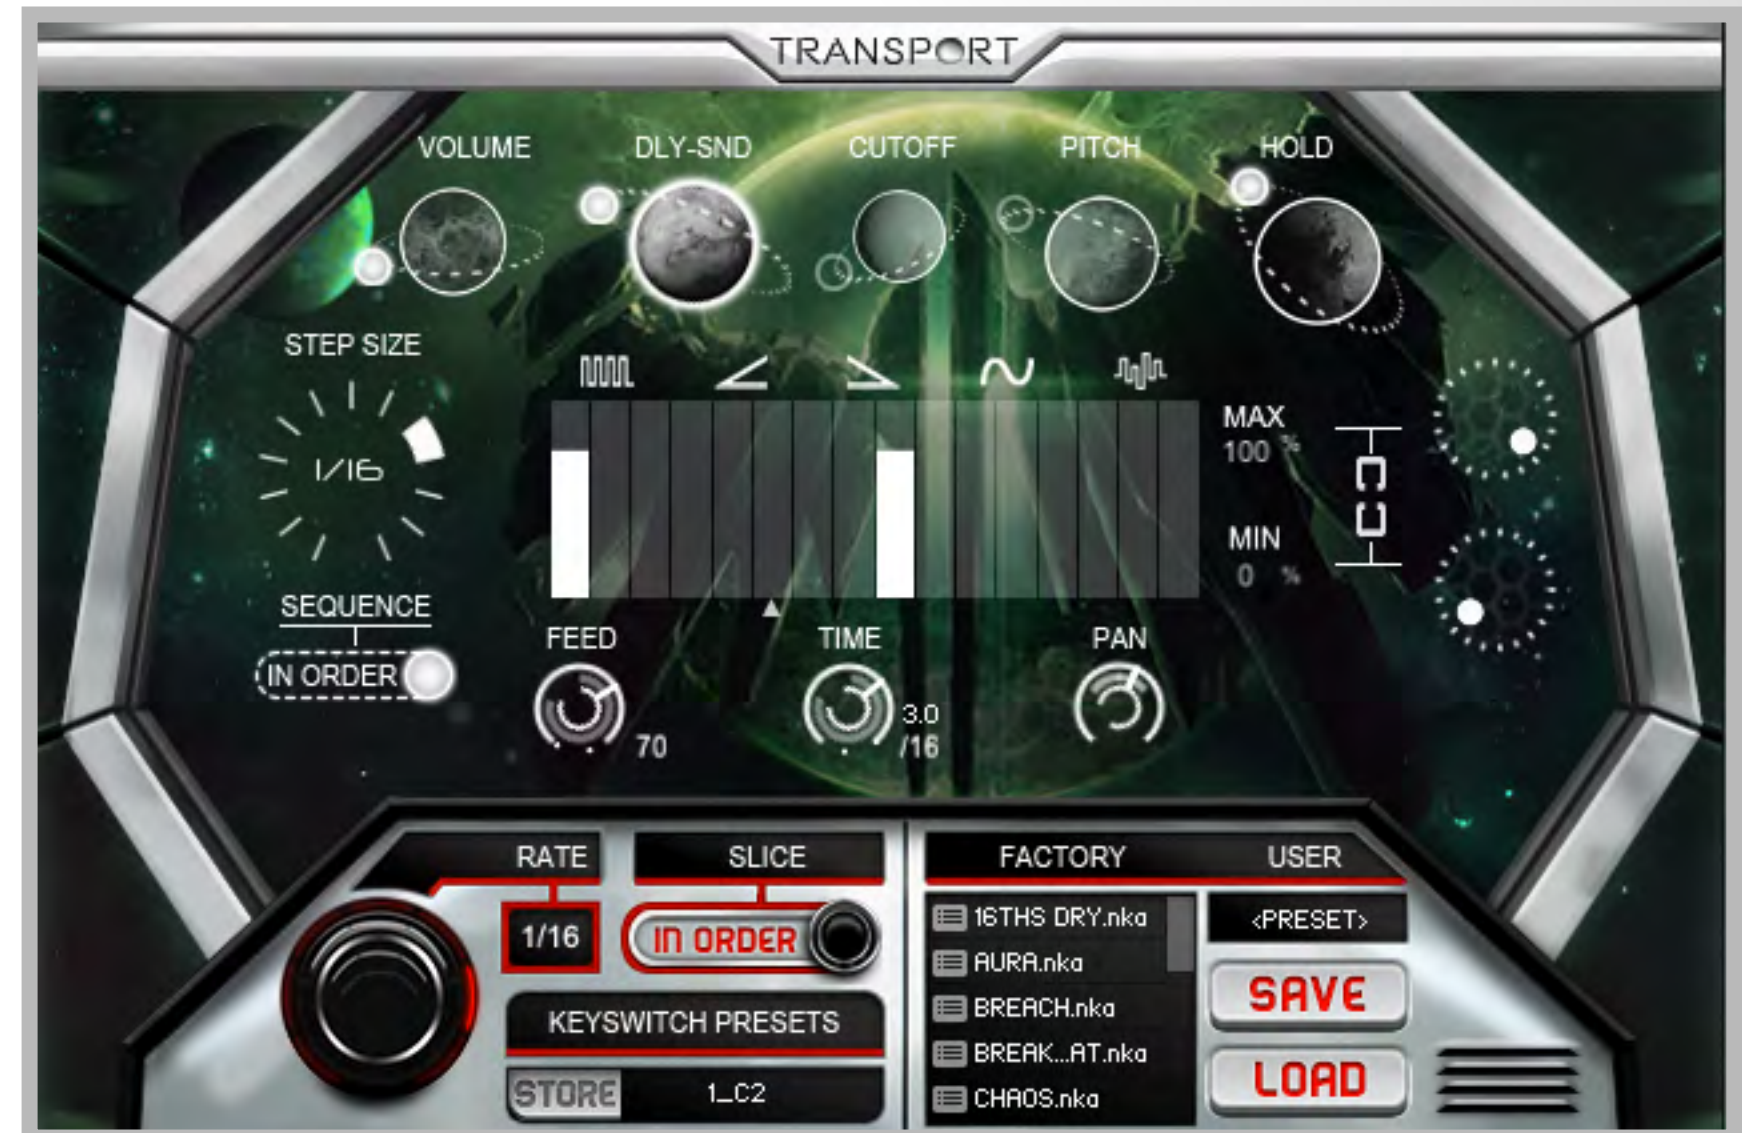 TRANSPORT
VOLUME
DLY-SND
CUTOFF
PITCH
HOLD
STEP SIZE
1/16
MAX
100 %
MIN
0 %
SEQUENCE
IN ORDER
FEED
70
TIME
3.0
/16
PAN
RATE
1/16
SLICE
IN ORDER
KEYSWITCH PRESETS
STORE
1_C2
FACTORY
USER
16THS DRY.nka
AURA.nka
BREACH.nka
BREAK...AT.nka
CHAOS.nka
<PRESET>
SAVE
LOAD